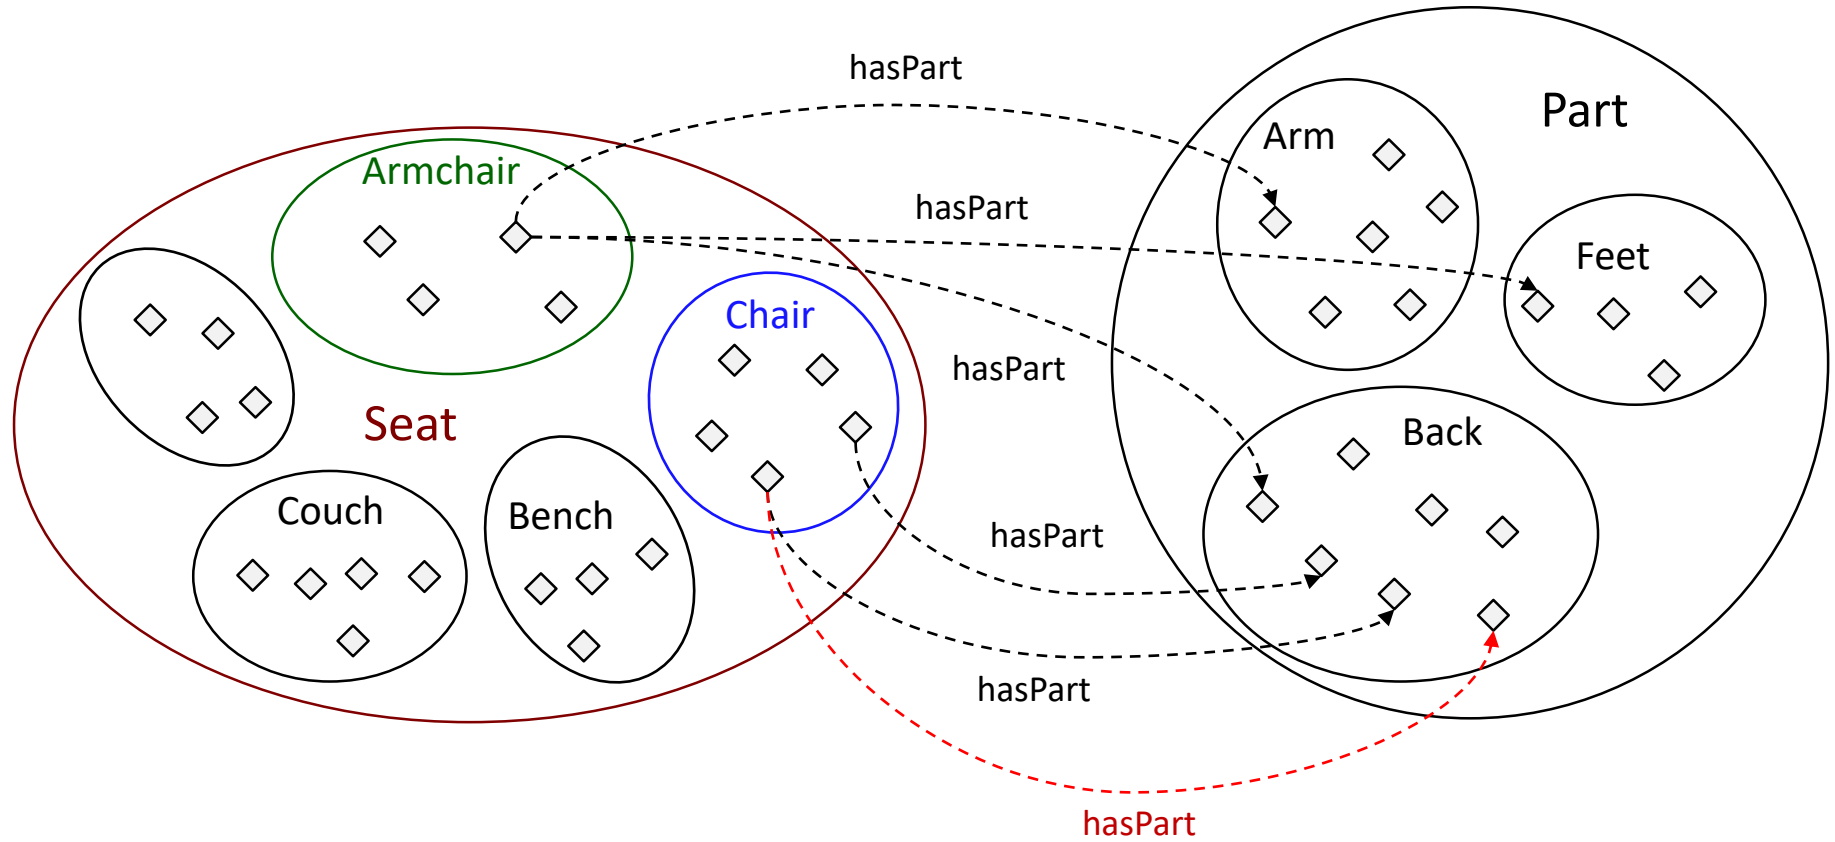 hasPart
Part
Arm
Armchair
hasPart
Feet
Chair
hasPart
Seat
Back
Couch
Bench
hasPart
hasPart
hasPart